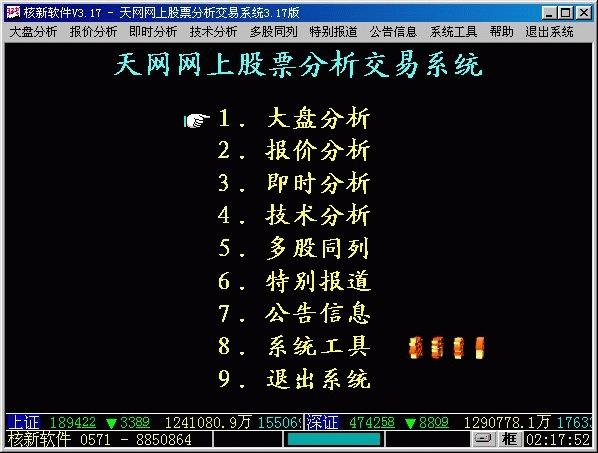 核新软件V3.17 - 天网网上股票分析交易系统3.17版
大盘分析 报价分析 即时分析 技术分析 多股同列 特别报道 公告信息 系统工具 帮助 退出系统
天网网上股票分析交易系统
1. 大盘分析
2. 报价分析
3. 即时分析
4. 技术分析
5. 多股同列
6. 特别报道
7. 公告信息
8. 系统工具
9. 退出系统
上证 189422 ▼3389 1241080.9万 15506 深证 474258 ▼8809 1290778.1万 1763
核新软件 0571 - 8850864 框 02:17:52